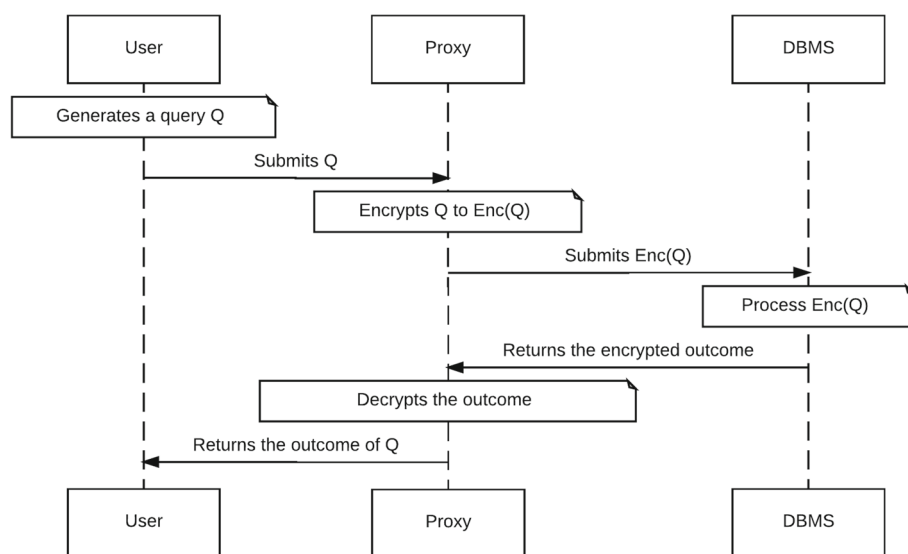 User
Proxy
DBMS
Generates a query Q
Submits Q
Encrypts Q to Enc(Q)
Submits Enc(Q)
Process Enc(Q)
Returns the encrypted outcome
Decrypts the outcome
Returns the outcome of Q
User
Proxy
DBMS